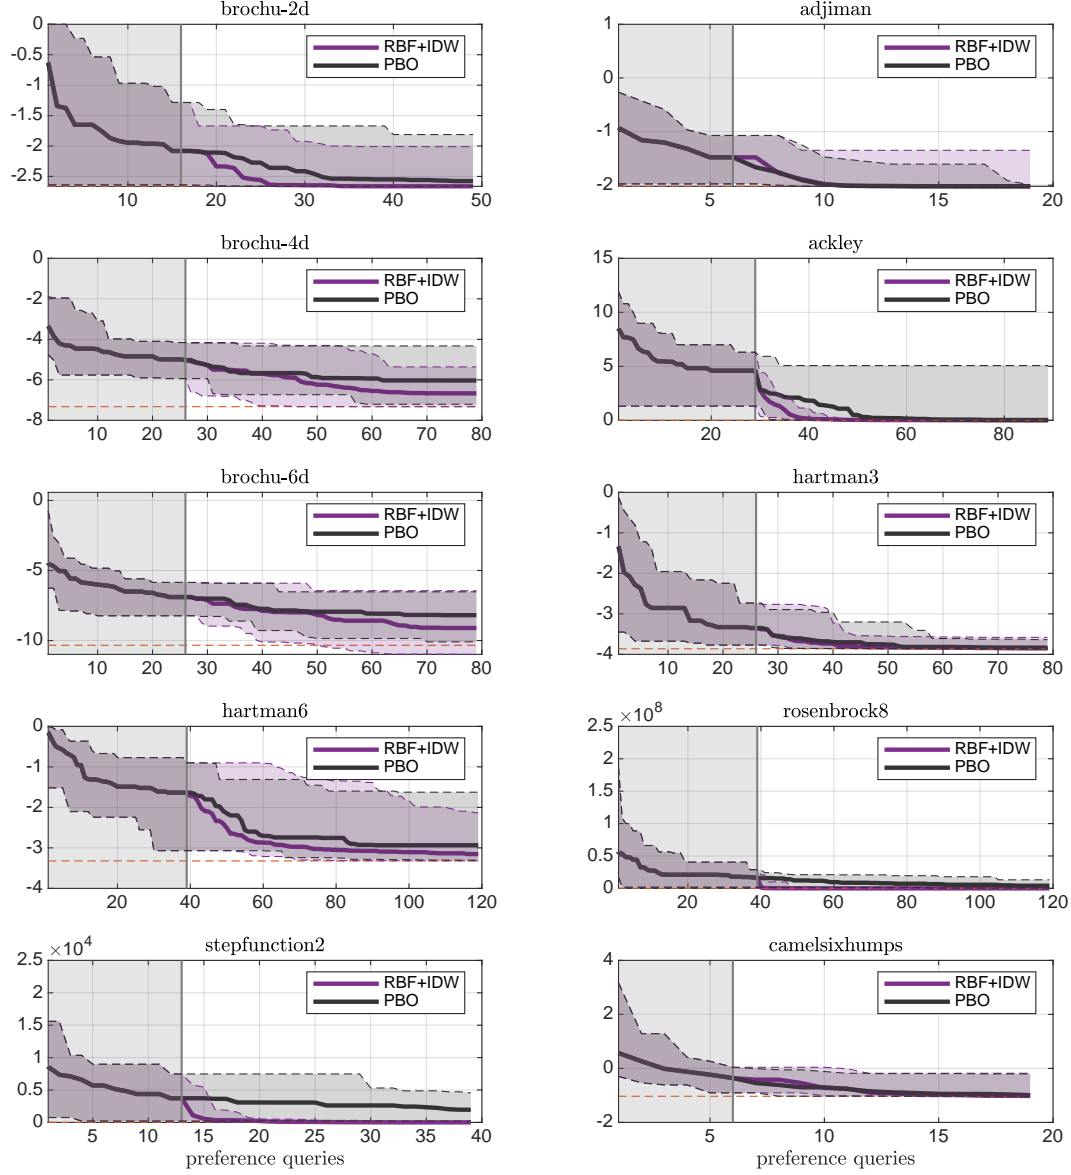 brochu-2d
0
-0.5
-1
-1.5
-2
-2.5
10 20 30 40 50
RBF+IDW
PBO
adjiman
1
0
-1
-2
5 10 15 20
RBF+IDW
PBO
brochu-4d
0
-2
-4
-6
-8
10 20 30 40 50 60 70 80
RBF+IDW
PBO
ackley
15
10
5
0
20 40 60 80
RBF+IDW
PBO
brochu-6d
0
-5
-10
10 20 30 40 50 60 70 80
RBF+IDW
PBO
hartman3
0
-1
-2
-3
-4
10 20 30 40 50 60 70 80
RBF+IDW
PBO
hartman6
0
-1
-2
-3
-4
20 40 60 80 100 120
RBF+IDW
PBO
rosenbrock8
×10^8
2.5
2
1.5
1
0.5
0
20 40 60 80 100 120
RBF+IDW
PBO
stepfunction2
×10^4
2.5
2
1.5
1
0.5
0
5 10 15 20 25 30 35 40
RBF+IDW
PBO
preference queries
camelsixhumps
4
2
0
-2
5 10 15 20
RBF+IDW
PBO
preference queries